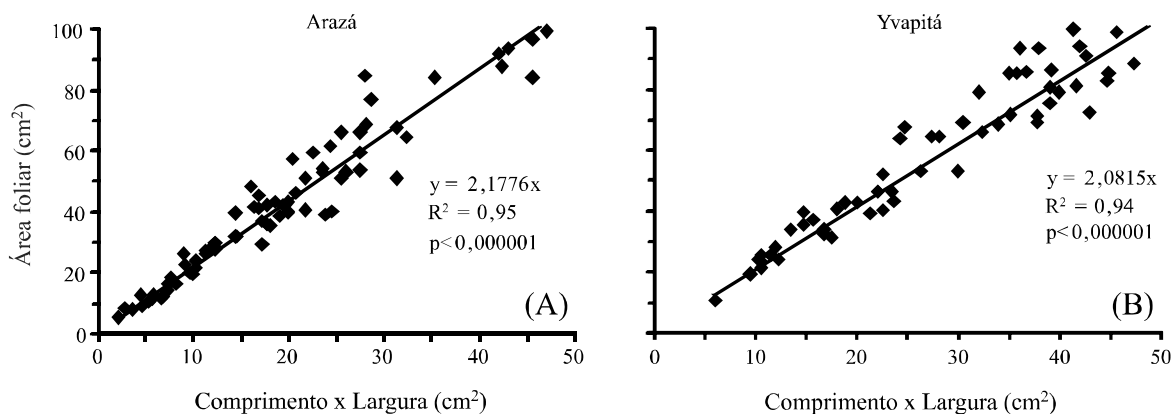 Arazá
Yvapitá
Área foliar (cm²)
100
80
60
40
20
0
y = 2,1776x
R² = 0,95
p<0,000001
(A)
0
10
20
30
40
50
Comprimento x Largura (cm²)
y = 2,0815x
R² = 0,94
p<0,000001
(B)
0
10
20
30
40
50
Comprimento x Largura (cm²)